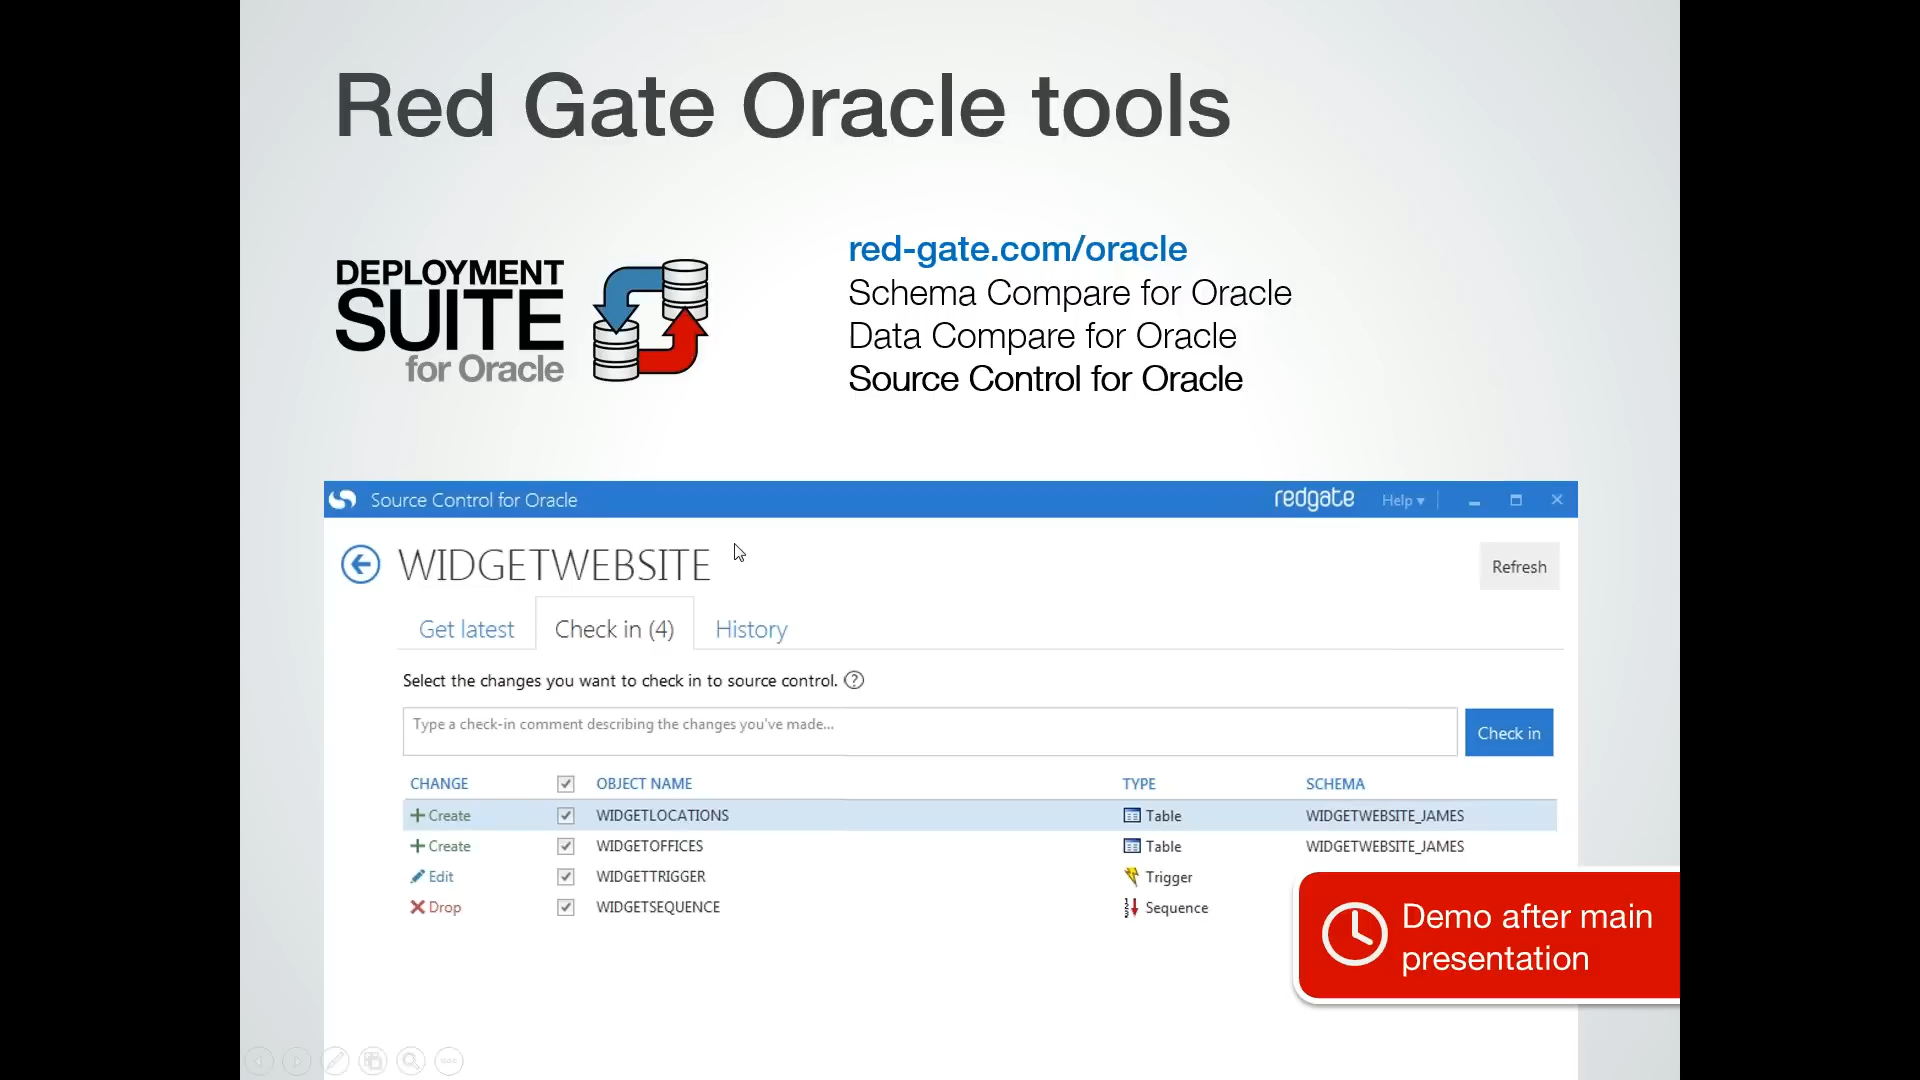 Red Gate Oracle tools
DEPLOYMENT
SUITE
for Oracle
red-gate.com/oracle
Schema Compare for Oracle
Data Compare for Oracle
Source Control for Oracle
Source Control for Oracle
redgate
Help
WIDGETWEBSITE
Refresh
Get latest
Check in (4)
History
Select the changes you want to check in to source control. ?
Type a check-in comment describing the changes you've made...
Check in
CHANGE OBJECT NAME TYPE SCHEMA
Create WIDGETLOCATIONS Table WIDGETWEBSITE_JAMES
Create WIDGETOFFICES Table WIDGETWEBSITE_JAMES
Edit WIDGETTRIGGER Trigger
Drop WIDGETSEQUENCE Sequence
Demo after main
presentation